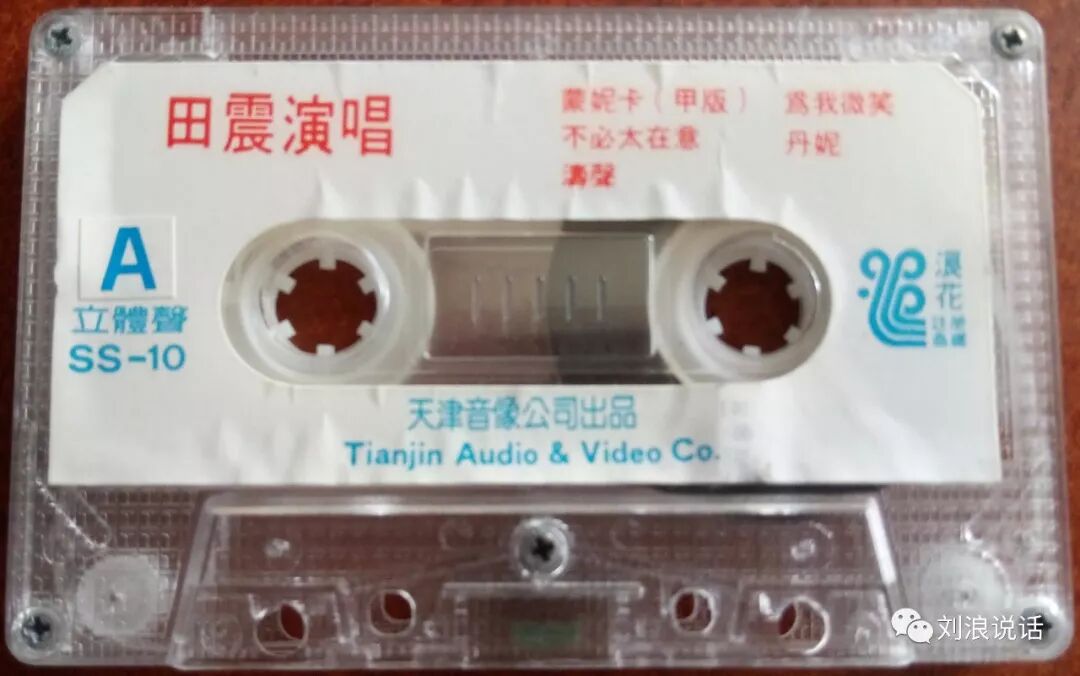 田震演唱
蒙妮卡（甲版） 爲我微笑
不必太在意 丹妮
濤聲
A
立體聲
SS-10
浪花
天津音像公司出品
Tianjin Audio & Video Co.
刘浪说话